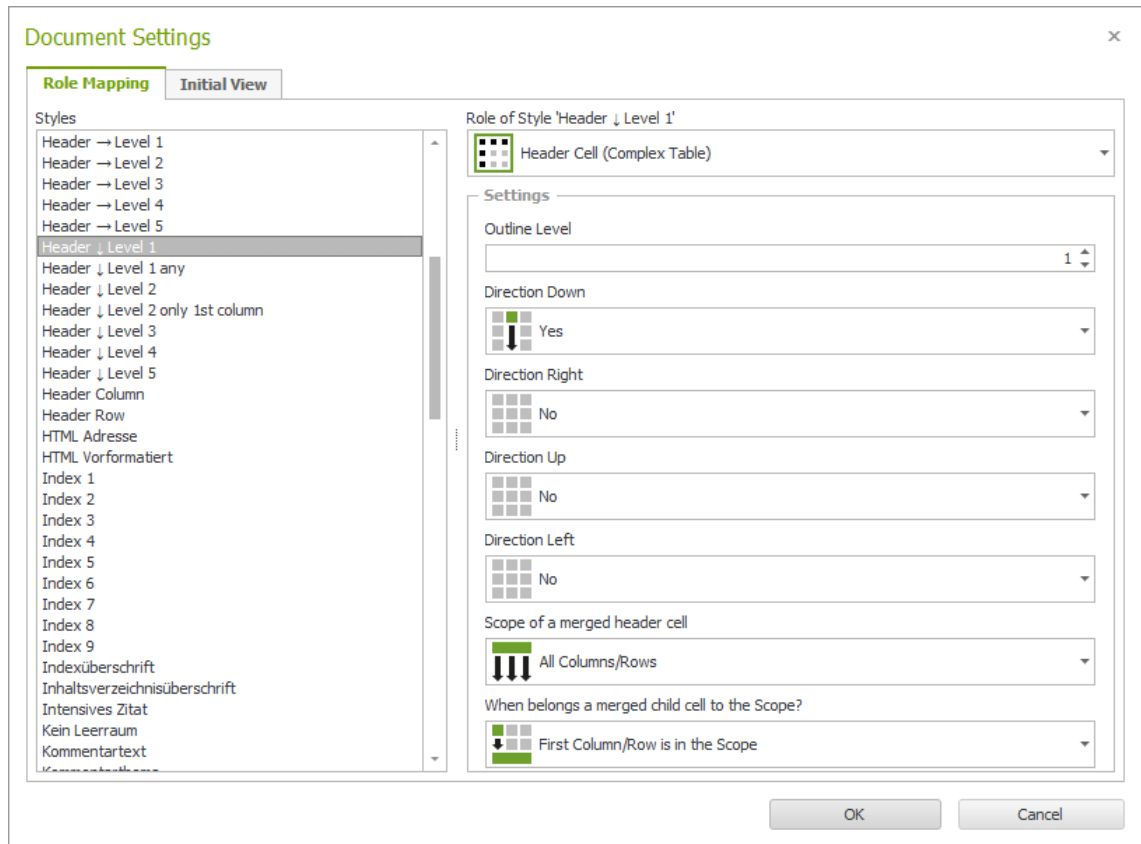 Document Settings
Role Mapping
Initial View
Styles
Header → Level 1
Header → Level 2
Header → Level 3
Header → Level 4
Header → Level 5
Header ↓ Level 1
Header ↓ Level 1 any
Header ↓ Level 2
Header ↓ Level 2 only 1st column
Header ↓ Level 3
Header ↓ Level 4
Header ↓ Level 5
Header Column
Header Row
HTML Adresse
HTML Vorformatiert
Index 1
Index 2
Index 3
Index 4
Index 5
Index 6
Index 7
Index 8
Index 9
Indexüberschrift
Inhaltsverzeichnisüberschrift
Intensives Zitat
Kein Leerraum
Kommentartext
Role of Style 'Header ↓ Level 1'
Header Cell (Complex Table)
Settings
Outline Level
1
Direction Down
Yes
Direction Right
No
Direction Up
No
Direction Left
No
Scope of a merged header cell
All Columns/Rows
When belongs a merged child cell to the Scope?
First Column/Row is in the Scope
OK
Cancel